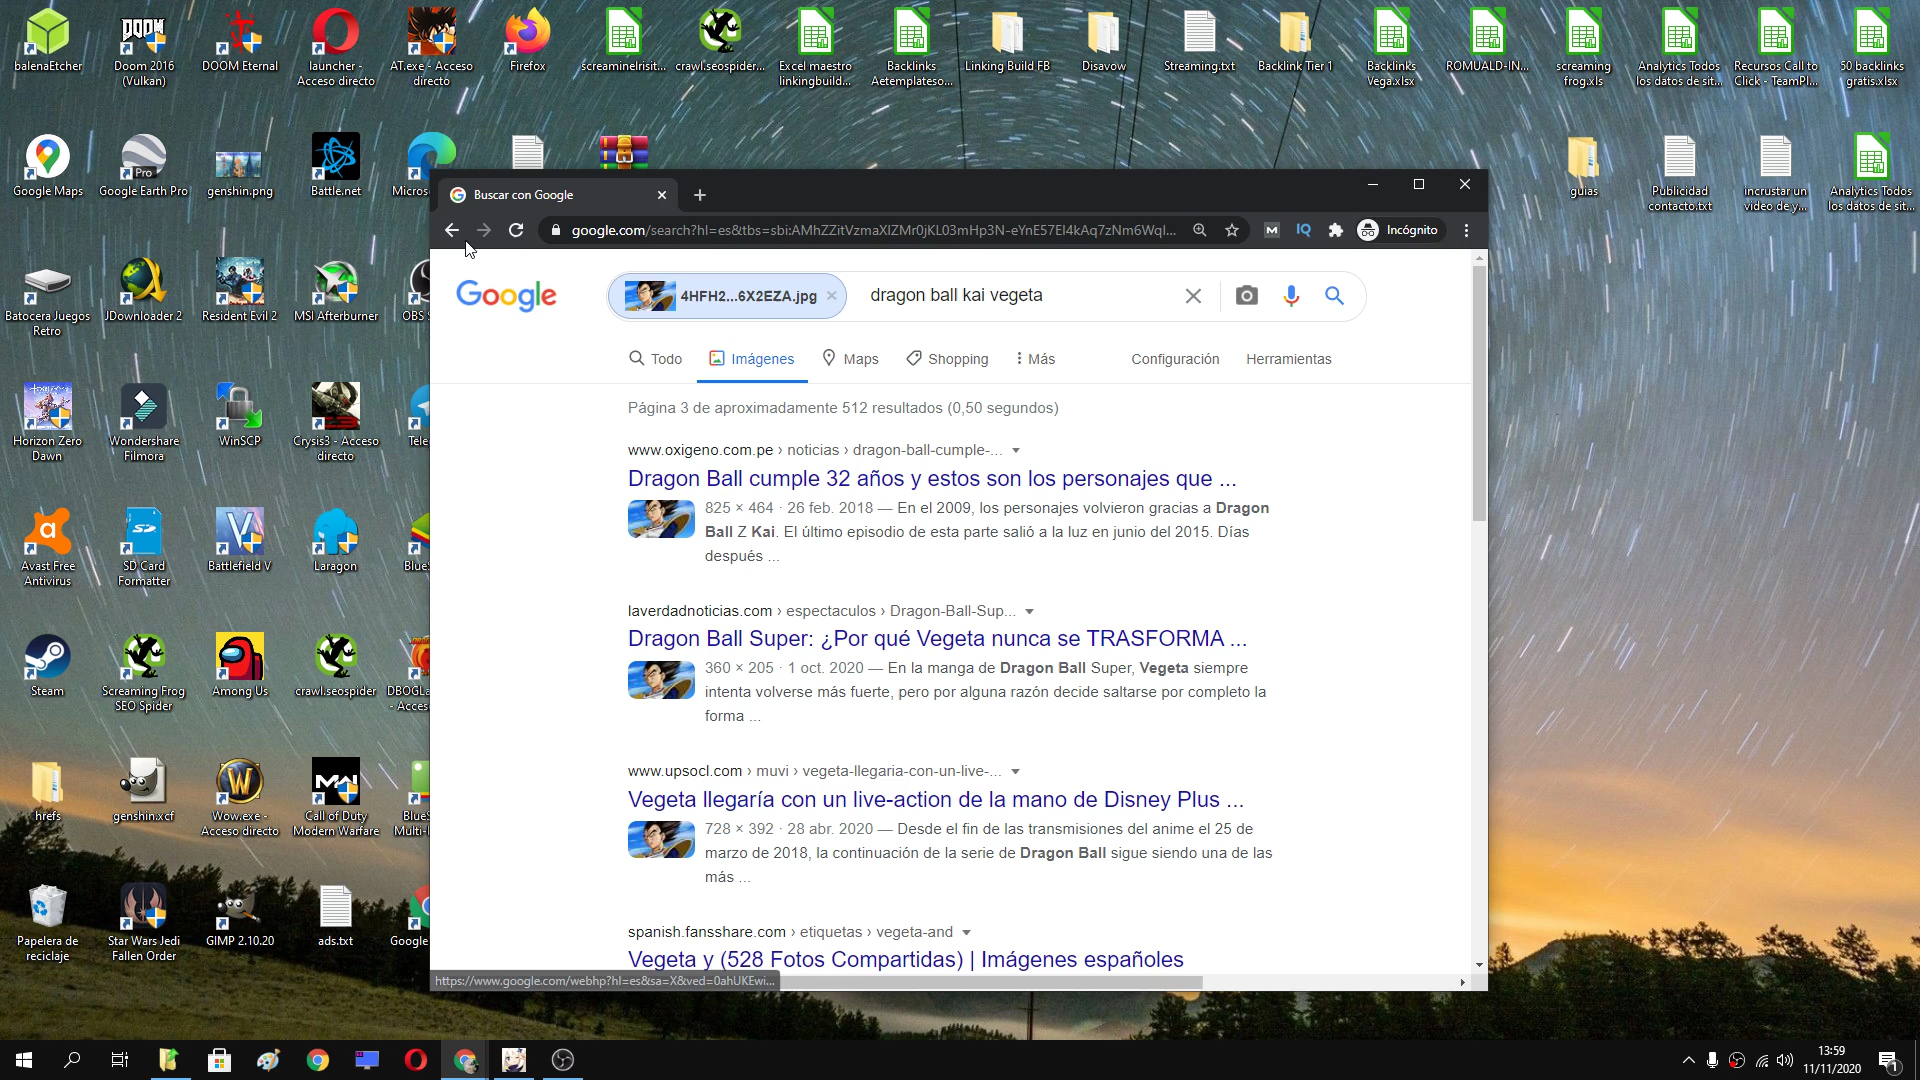 balenaEtcher
Doom 2016
(Vulkan)
DOOM Eternal
launcher -
Acceso directo
AT.exe - Acceso
directo
Firefox
screaminelrisit...
crawl.seospider...
Excel maestro
linkingbuild...
Backlinks
Aetemplateso...
Linking Build FB
Disavow
Streaming.txt
Backlink Tier 1
Backlinks
Vega.xlsx
ROMUALD-IN...
screaming
frog.xls
Analytics Todos
los datos de sit...
Recursos Call to
Click - TeamPl...
50 backlinks
gratis.xlsx
Google Maps
Google Earth Pro
genshin.png
Battle.net
Micros
guias
Publicidad
contacto.txt
incrustar un
video de y...
Analytics Todos
los datos de sit...
Buscar con Google
google.com/search?hl=es&tbs=sbi:AMhZZitVzmaXlZMr0jKL03mHp3N-eYnE57El4kAq7zNm6Wql...
Incógnito
Batocera Juegos
Retro
JDownloader 2
Resident Evil 2
MSI Afterburner
OBS S
Google
4HFH2...6X2EZA.jpg
dragon ball kai vegeta
Todo
Imágenes
Maps
Shopping
Más
Configuración
Herramientas
Página 3 de aproximadamente 512 resultados (0,50 segundos)
www.oxigeno.com.pe › noticias › dragon-ball-cumple-...
Dragon Ball cumple 32 años y estos son los personajes que ...
825 × 464 · 26 feb. 2018 — En el 2009, los personajes volvieron gracias a Dragon
Ball Z Kai. El último episodio de esta parte salió a la luz en junio del 2015. Días
después ...
laverdadnoticias.com › espectaculos › Dragon-Ball-Sup...
Dragon Ball Super: ¿Por qué Vegeta nunca se TRASFORMA ...
360 × 205 · 1 oct. 2020 — En la manga de Dragon Ball Super, Vegeta siempre
intenta volverse más fuerte, pero por alguna razón decide saltarse por completo la
forma ...
www.upsocl.com › muvi › vegeta-llegaria-con-un-live-...
Vegeta llegaría con un live-action de la mano de Disney Plus ...
728 × 392 · 28 abr. 2020 — Desde el fin de las transmisiones del anime el 25 de
marzo de 2018, la continuación de la serie de Dragon Ball sigue siendo una de las
más ...
spanish.fansshare.com › etiquetas › vegeta-and
Vegeta y (528 Fotos Compartidas) | Imágenes españoles
https://www.google.com/webhp?hl=es&sa=X&ved=0ahUKEwi...
Horizon Zero
Dawn
Wondershare
Filmora
WinSCP
Crysis3 - Acceso
directo
Tele
Avast Free
Antivirus
SD Card
Formatter
Battlefield V
Laragon
BlueS
Steam
Screaming Frog
SEO Spider
Among Us
crawl.seospider
DBOGLa
- Acces
hrefs
genshin.xcf
Wow.exe -
Acceso directo
Call of Duty
Modern Warfare
BlueS
Multi-I
Papelera de
reciclaje
Star Wars Jedi
Fallen Order
GIMP 2.10.20
ads.txt
Google
13:59
11/11/2020
1